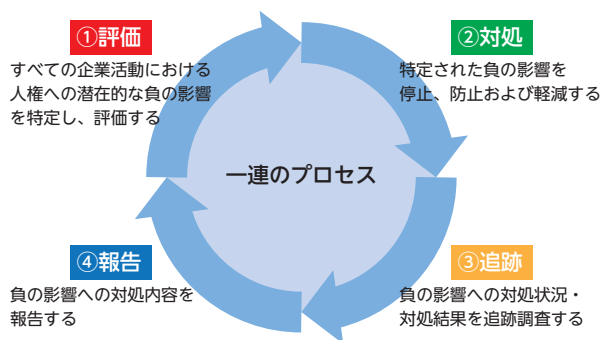 ①評価
すべての企業活動における
人権への潜在的な負の影響
を特定し、評価する
②対処
特定された負の影響を
停止、防止および軽減する
一連のプロセス
③追跡
負の影響への対処状況・
対処結果を追跡調査する
④報告
負の影響への対処内容を
報告する